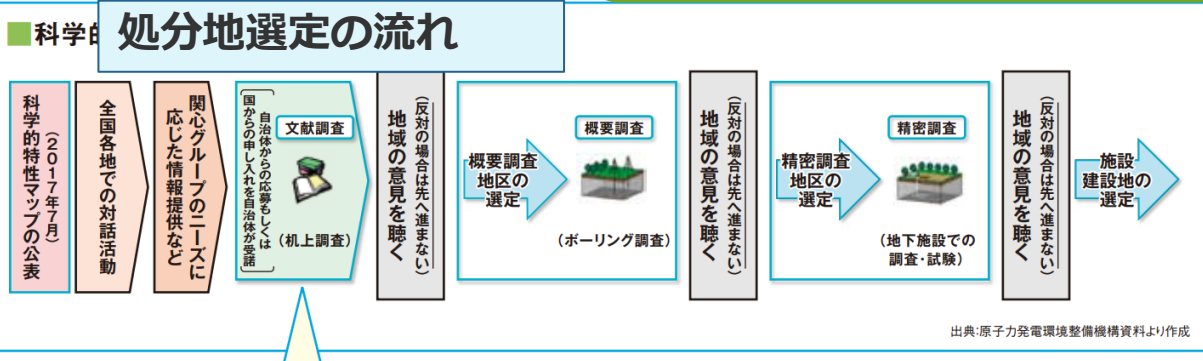 ■科学的
処分地選定の流れ
科学的特性マップの公表
（2017年7月）
全国各地での対話活動
関心グループのニーズに
応じた情報提供など
文献調査
自治体からの応募もしくは
国からの申し入れを自治体が受諾
（机上調査）
地域の意見を聴く
（反対の場合は先へ進まない）
概要調査
地区の
選定
概要調査
（ボーリング調査）
地域の意見を聴く
（反対の場合は先へ進まない）
精密調査
地区の
選定
精密調査
（地下施設での
調査・試験）
地域の意見を聴く
（反対の場合は先へ進まない）
施設
建設地の
選定
出典:原子力発電環境整備機構資料より作成